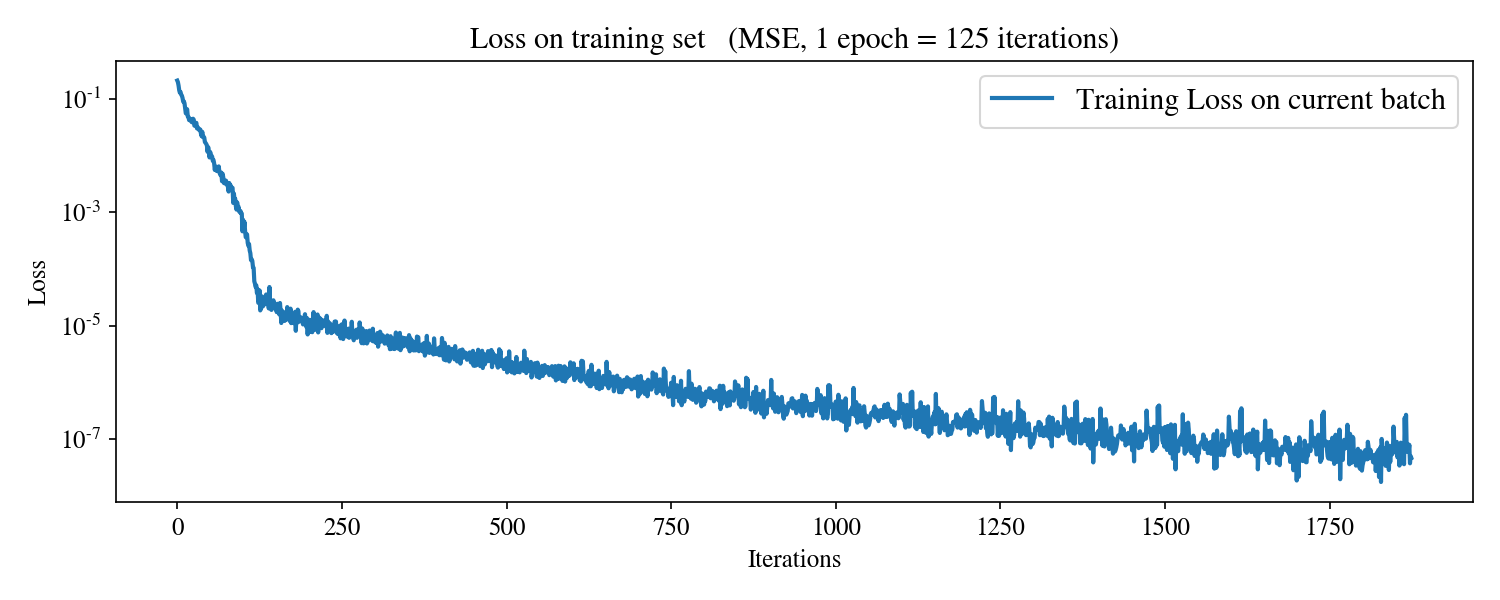 Loss on training set (MSE, 1 epoch = 125 iterations)
Training Loss on current batch
Loss
10^-1
10^-3
10^-5
10^-7
0 250 500 750 1000 1250 1500 1750
Iterations